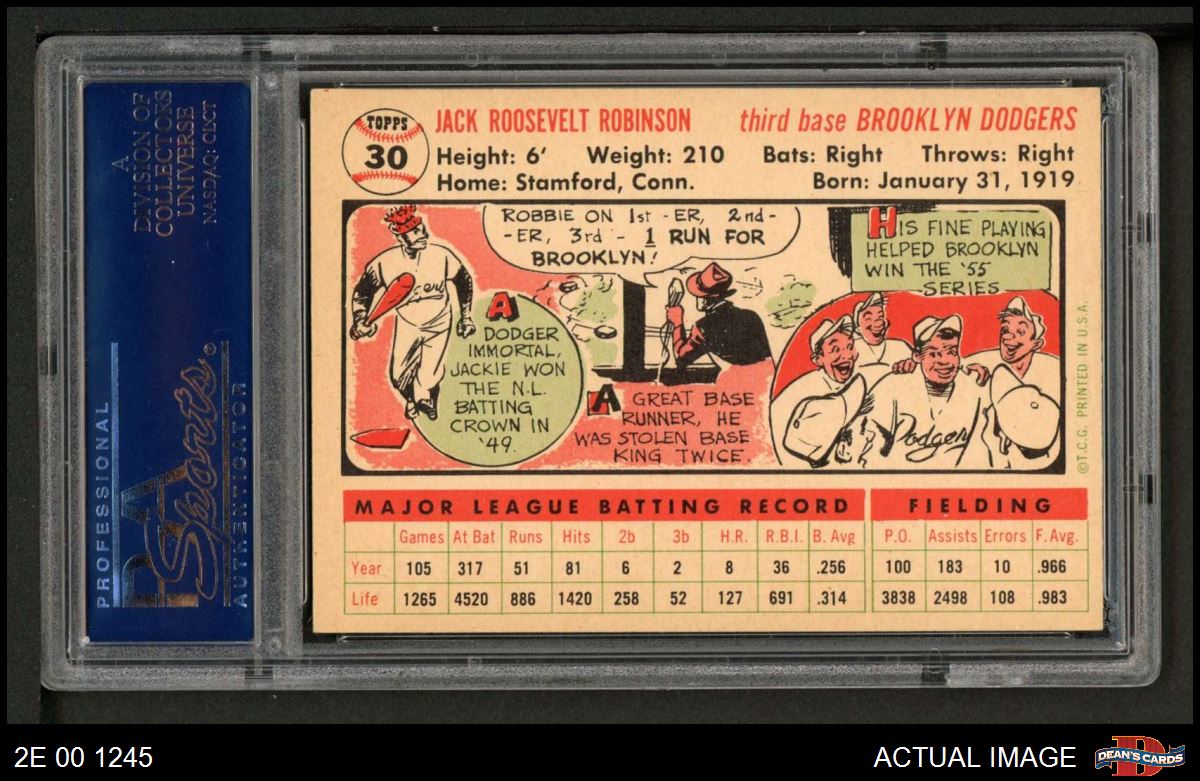 A
DIVISION OF
COLLECTORS
UNIVERSE
NASDAQ: CLCT
PROFESSIONAL
PSA
Sports®
AUTHENTICATOR
TOPPS
30
JACK ROOSEVELT ROBINSON third base BROOKLYN DODGERS
Height: 6' Weight: 210 Bats: Right Throws: Right
Home: Stamford, Conn. Born: January 31, 1919
ROBBIE ON 1st -ER, 2nd-
-ER, 3rd - 1 RUN FOR
BROOKLYN!
A
DODGER
IMMORTAL,
JACKIE WON
THE N.L.
BATTING
CROWN IN
'49.
A GREAT BASE
RUNNER, HE
WAS STOLEN BASE
KING TWICE.
HIS FINE PLAYING
HELPED BROOKLYN
WIN THE '55
SERIES
Dodgers
©T.C.G. PRINTED IN U.S.A.
MAJOR LEAGUE BATTING RECORD FIELDING
Games At Bat Runs Hits 2b 3b H.R. R.B.I. B. Avg P.O. Assists Errors F. Avg.
Year 105 317 51 81 6 2 8 36 .256 100 183 10 .966
Life 1265 4520 886 1420 258 52 127 691 .314 3838 2498 108 .983
2E 00 1245
ACTUAL IMAGE
DEAN'S CARDS